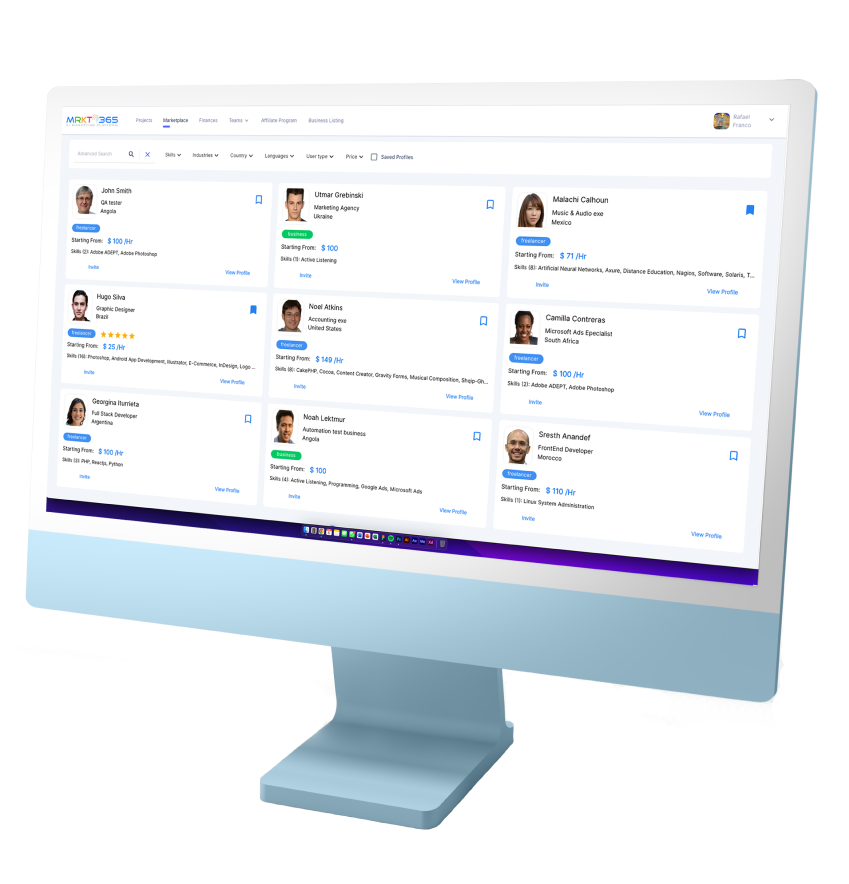 MRKT 365
Projects
Marketplace
Finances
Teams
Affiliate Program
Business Listing
Rafael
Franco
Advanced Search
Skills
Industries
Country
Languages
User type
Price
Saved Profiles
John Smith
QA tester
Angola
freelancer
Starting From: $ 100 /Hr
Skills (2): Adobe ADEPT, Adobe Photoshop
Invite
View Profile
Utmar Grebinski
Marketing Agency
Ukraine
business
Starting From: $ 100
Skills (1): Active Listening
Invite
View Profile
Malachi Calhoun
Music & Audio exe
Mexico
freelancer
Starting From: $ 71 /Hr
Skills (8): Artificial Neural Networks, Axure, Distance Education, Nagios, Software, Solaris, T...
Invite
View Profile
Hugo Silva
Graphic Designer
Brazil
freelancer
Starting From: $ 25 /Hr
Skills (16): Photoshop, Android App Development, Illustrator, E-Commerce, InDesign, Logo ...
Invite
View Profile
Noel Atkins
Accounting exe
United States
freelancer
Starting From: $ 149 /Hr
Skills (8): CakePHP, Cocos, Content Creator, Gravity Forms, Musical Composition, Shqip-Gh...
Invite
View Profile
Camilla Contreras
Microsoft Ads Epecialist
South Africa
freelancer
Starting From: $ 100 /Hr
Skills (2): Adobe ADEPT, Adobe Photoshop
Invite
View Profile
Georgina Iturrieta
Full Stack Developer
Argentina
freelancer
Starting From: $ 100 /Hr
Skills (3): PHP, Reactjs, Python
Invite
View Profile
Noah Lektmur
Automation test business
Angola
business
Starting From: $ 100
Skills (4): Active Listening, Programming, Google Ads, Microsoft Ads
Invite
View Profile
Sresth Anandef
FrontEnd Developer
Morocco
freelancer
Starting From: $ 110 /Hr
Skills (1): Linus System Administration
Invite
View Profile